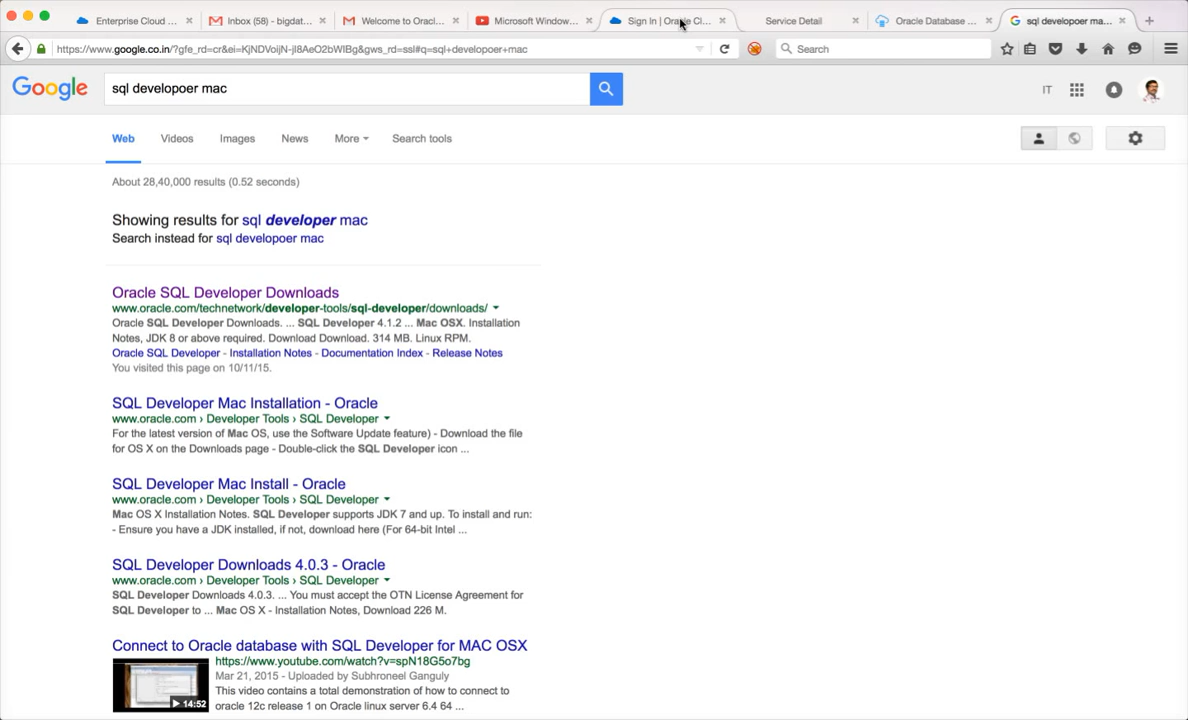 Enterprise Cloud ...
Inbox (58) - bigdat...
Welcome to Oracl...
Microsoft Window...
Sign In | Oracle Cl...
Service Detail
Oracle Database ...
sql developoer ma...
https://www.google.co.in/?gfe_rd=cr&ei=KjNDVoijN-jl8AeO2bWIBg&gws_rd=ssl#q=sql+developoer+mac
Search
Google
sql developoer mac
IT
Web
Videos
Images
News
More
Search tools
About 28,40,000 results (0.52 seconds)
Showing results for sql developer mac
Search instead for sql developoer mac
Oracle SQL Developer Downloads
www.oracle.com/technetwork/developer-tools/sql-developer/downloads/
Oracle SQL Developer Downloads. ... SQL Developer 4.1.2 ... Mac OSX. Installation
Notes, JDK 8 or above required. Download Download. 314 MB. Linux RPM.
Oracle SQL Developer - Installation Notes - Documentation Index - Release Notes
You visited this page on 10/11/15.
SQL Developer Mac Installation - Oracle
www.oracle.com › Developer Tools › SQL Developer
For the latest version of Mac OS, use the Software Update feature) - Download the file
for OS X on the Downloads page - Double-click the SQL Developer icon ...
SQL Developer Mac Install - Oracle
www.oracle.com › Developer Tools › SQL Developer
Mac OS X Installation Notes. SQL Developer supports JDK 7 and up. To install and run:
- Ensure you have a JDK installed, if not, download here (For 64-bit Intel ...
SQL Developer Downloads 4.0.3 - Oracle
www.oracle.com › Developer Tools › SQL Developer
SQL Developer Downloads 4.0.3. ... You must accept the OTN License Agreement for
SQL Developer to ... Mac OS X - Installation Notes, Download 226 M.
Connect to Oracle database with SQL Developer for MAC OSX
https://www.youtube.com/watch?v=spN18G5o7bg
Mar 21, 2015 - Uploaded by Subhroneel Ganguly
This video contains a total demonstration of how to connect to
oracle 12c release 1 on Oracle linux server 6.4 64 ...
14:52